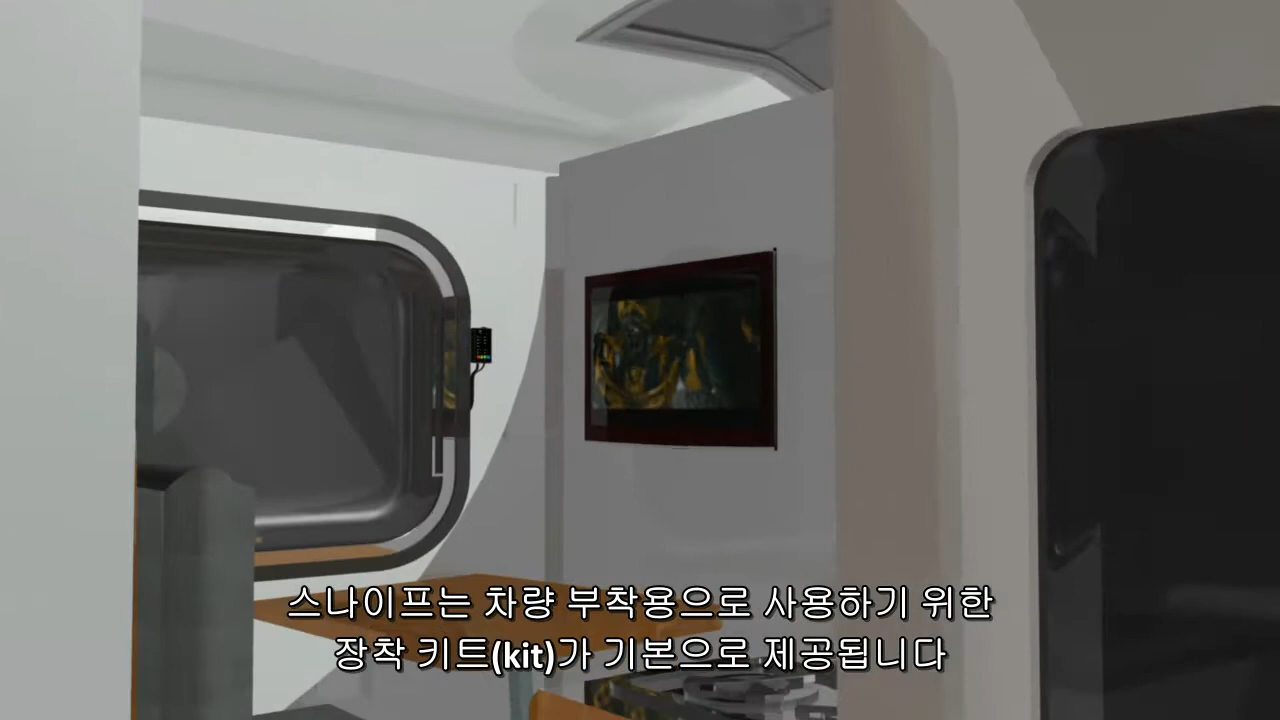 스나이프는 차량 부착용으로 사용하기 위한
장착 키트(kit)가 기본으로 제공됩니다